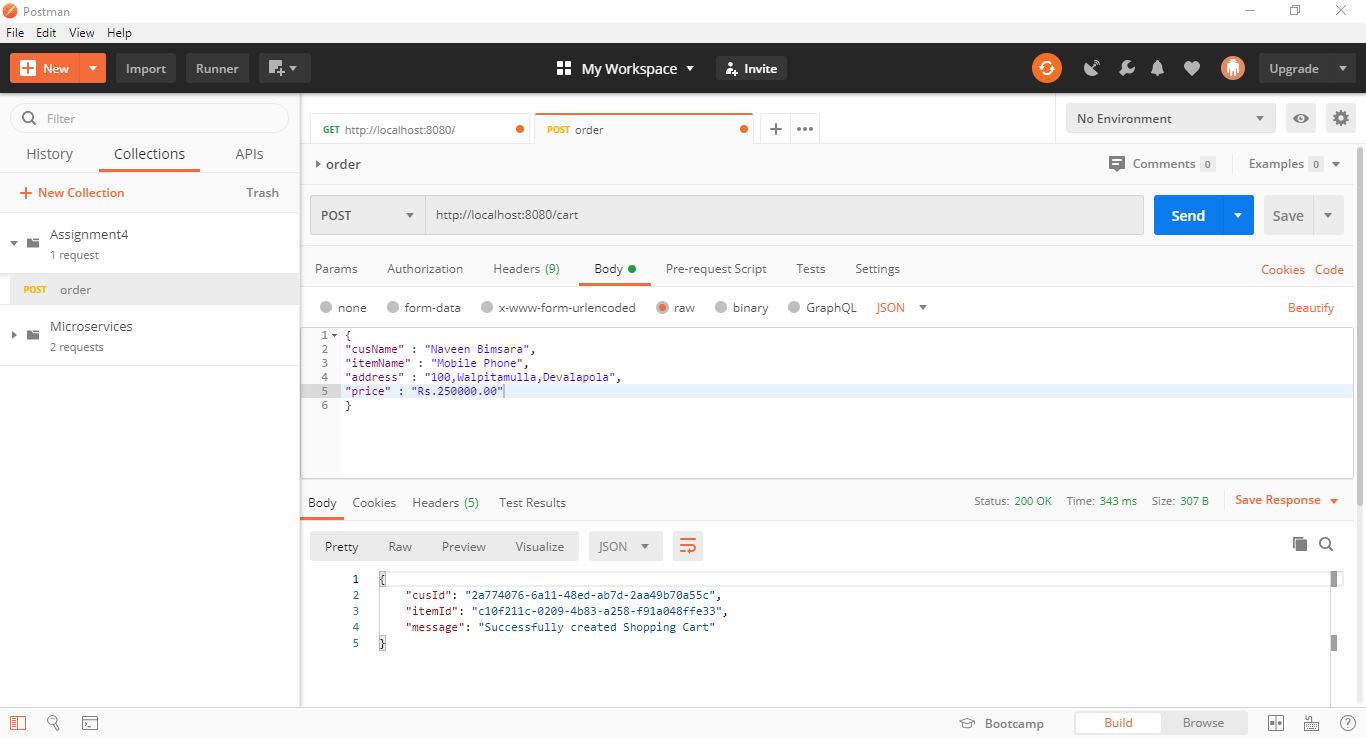 Postman
File Edit View Help
New Import Runner My Workspace Invite Upgrade
Filter
History Collections APIs
New Collection Trash
Assignment4
1 request
POST order
Microservices
2 requests
GET http://localhost:8080/ POST order No Environment
order Comments 0 Examples 0
POST http://localhost:8080/cart Send Save
Params Authorization Headers (9) Body Pre-request Script Tests Settings Cookies Code
none form-data x-www-form-urlencoded raw binary GraphQL JSON Beautify
1 {
2 "cusName" : "Naveen Bimsara",
3 "itemName" : "Mobile Phone",
4 "address" : "100,Walpitamulla,Devalapola",
5 "price" : "Rs.250000.00"
6 }
Body Cookies Headers (5) Test Results Status: 200 OK Time: 343 ms Size: 307 B Save Response
Pretty Raw Preview Visualize JSON
1 {
2 "cusId": "2a774076-6a11-48ed-ab7d-2aa49b70a55c",
3 "itemId": "c10f211c-0209-4b83-a258-f91a048ffe33",
4 "message": "Successfully created Shopping Cart"
5 }
Bootcamp Build Browse